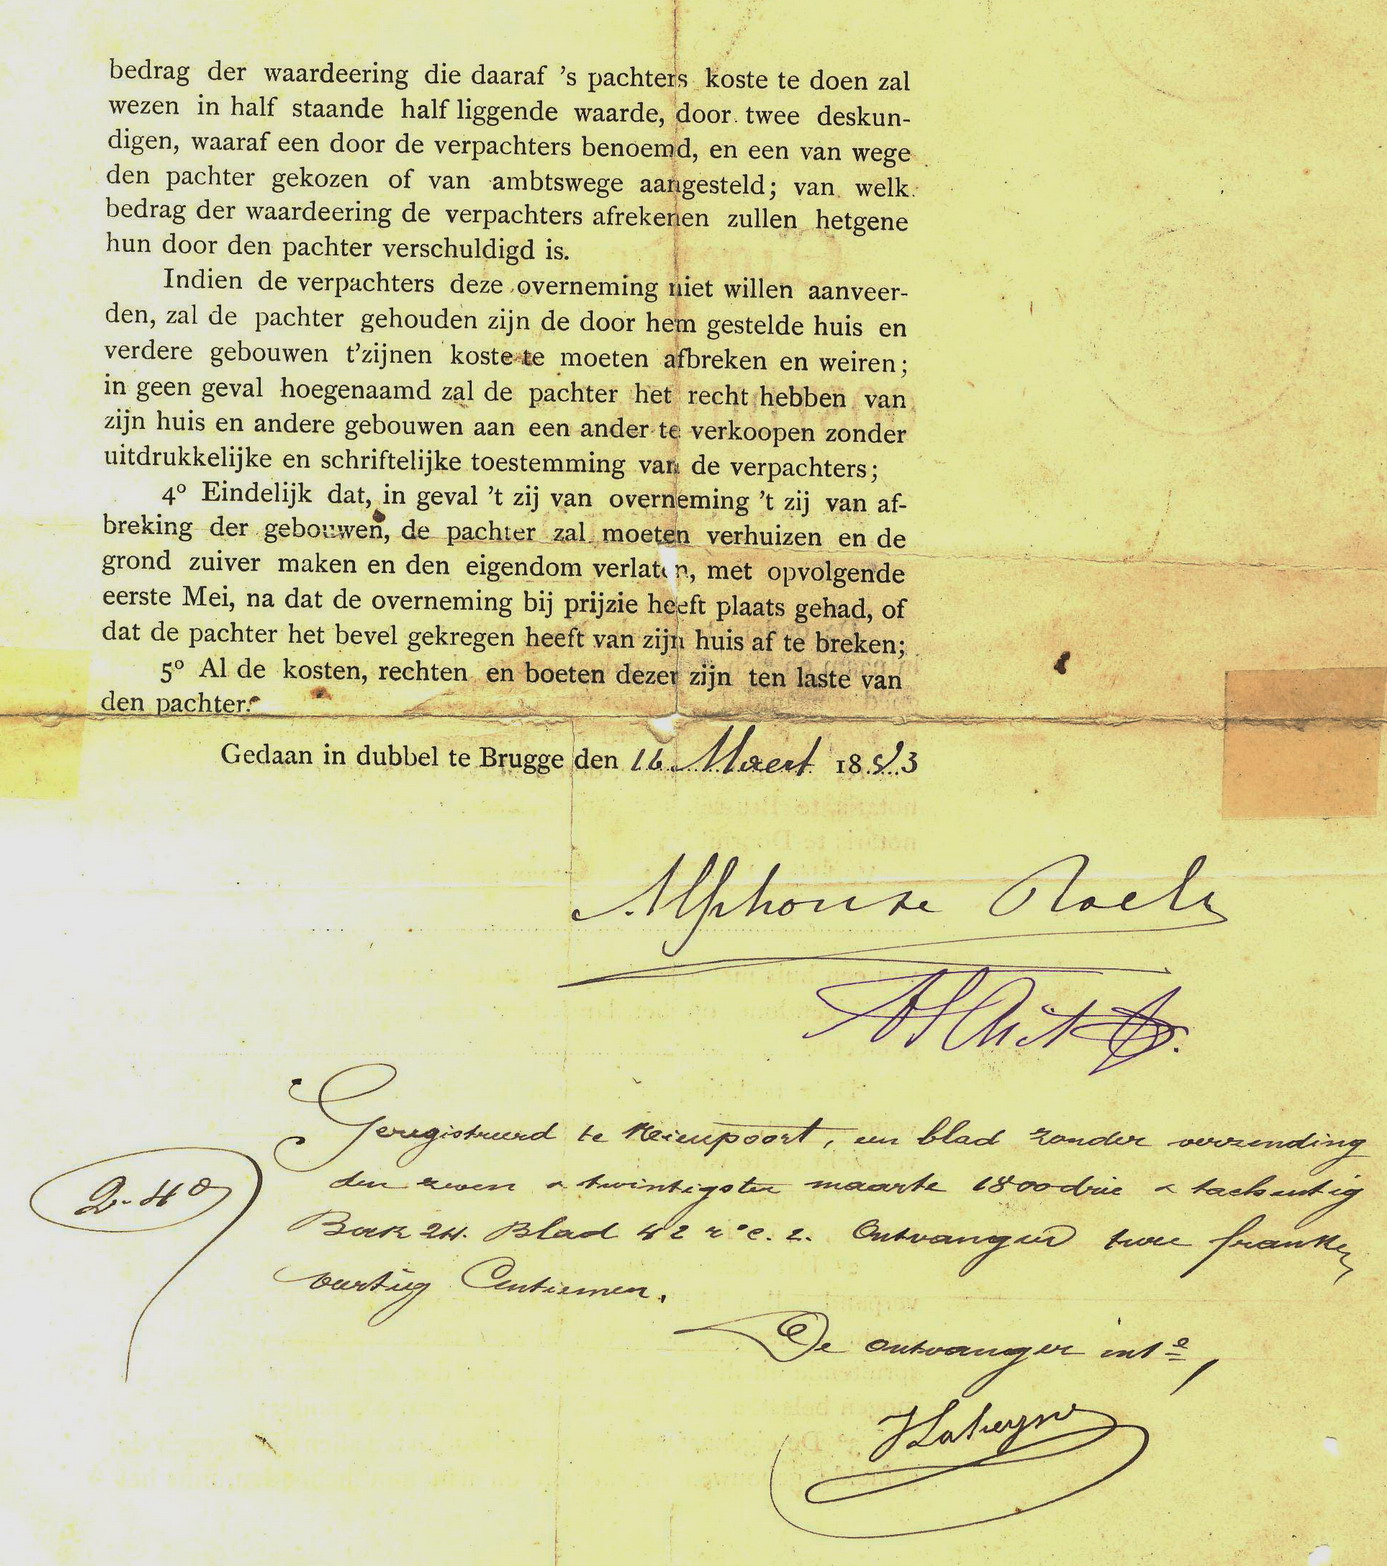 bedrag der waardeering die daaraf 's pachters koste te doen zal
wezen in half staande half liggende waarde, door twee deskun-
digen, waaraf een door de verpachters benoemd, en een van wege
den pachter gekozen of van ambtswege aangesteld; van welk
bedrag der waardeering de verpachters afrekenen zullen hetgene
hun door den pachter verschuldigd is.
Indien de verpachters deze overneming niet willen aanveer-
den, zal de pachter gehouden zijn de door hem gestelde huis en
verdere gebouwen t'zijnen koste te moeten afbreken en weiren;
in geen geval hoegenaamd zal de pachter het recht hebben van
zijn huis en andere gebouwen aan een ander te verkoopen zonder
uitdrukkelijke en schriftelijke toestemming van de verpachters;
4° Eindelijk dat, in geval 't zij van overneming 't zij van af-
breking der gebouwen, de pachter zal moeten verhuizen en de
grond zuiver maken en den eigendom verlaten, met opvolgende
eerste Mei, na dat de overneming bij prijzie heeft plaats gehad, of
dat de pachter het bevel gekregen heeft van zijn huis af te breken;
5° Al de kosten, rechten en boeten dezer zijn ten laste van
den pachter.
Gedaan in dubbel te Brugge den 16 Maert 1883
Alphonse Roels
Geregistreerd te Nieupoort, een blad zonder verzending
den zeven & twintigsten maarte 1800 drie & tachentig
Boek 24. Blad 42 r° c. 2. Ontvangen twee franken
veertig Centiemen.
2-40
De ontvanger int<sup>e</sup>,